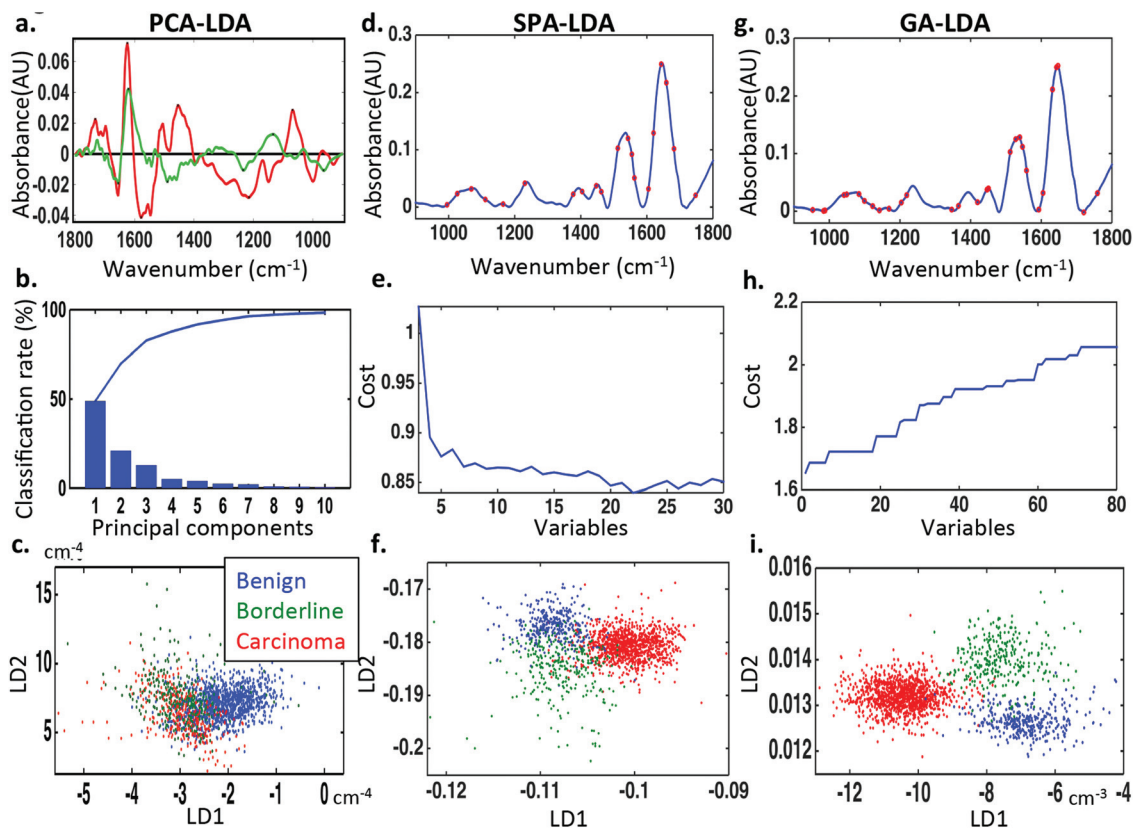 a.
PCA-LDA
Absorbance(AU)
0.06
0.04
0.02
0
-0.02
0.04
1800
1600
1400
1200
1000
Wavenumber (cm-1)
d.
SPA-LDA
Absorbance(AU)
0.3
0.2
0.1
0
1000
1200
1400
1600
1800
Wavenumber (cm-1)
g.
GA-LDA
Absorbance(AU)
0.3
0.2
0.1
0
1000
1200
1400
1600
1800
Wavenumber (cm-1)
b.
Classification rate (%)
100
50
0
1 2 3 4 5 6 7 8 9 10
Principal components
e.
Cost
1
0.95
0.9
0.85
5 10 15 20 25 30
Variables
h.
Cost
2.2
2
1.8
1.6
0 20 40 60 80
Variables
c.
cm-4
LD2
15
10
5
-5 -4 -3 -2 -1 0 cm-4
LD1
Benign
Borderline
Carcinoma
f.
LD2
-0.17
-0.18
-0.19
-0.2
-0.12 -0.11 -0.1 -0.09
LD1
i.
LD2
0.016
0.015
0.014
0.013
0.012
-12 -10 -8 -6 cm-3 -4
LD1